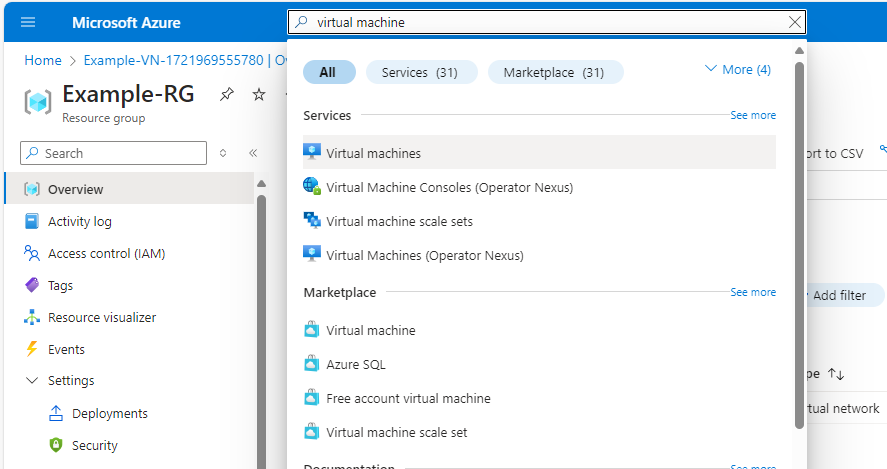 Microsoft Azure
virtual machine
Home > Example-VN-1721969555780 | O
Example-RG
Resource group
Search
Overview
Activity log
Access control (IAM)
Tags
Resource visualizer
Events
Settings
Deployments
Security
All
Services (31)
Marketplace (31)
More (4)
Services
See more
Virtual machines
Virtual Machine Consoles (Operator Nexus)
Virtual machine scale sets
Virtual Machines (Operator Nexus)
Marketplace
See more
Virtual machine
Azure SQL
Free account virtual machine
Virtual machine scale set
Documentation
See more
ort to CSV
Add filter
pe
tual network